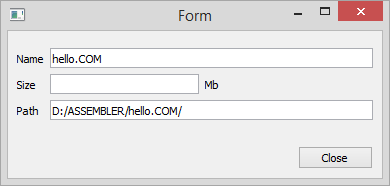 Form
Name hello.COM
Size Mb
Path D:/ASSEMBLER/hello.COM/
Close